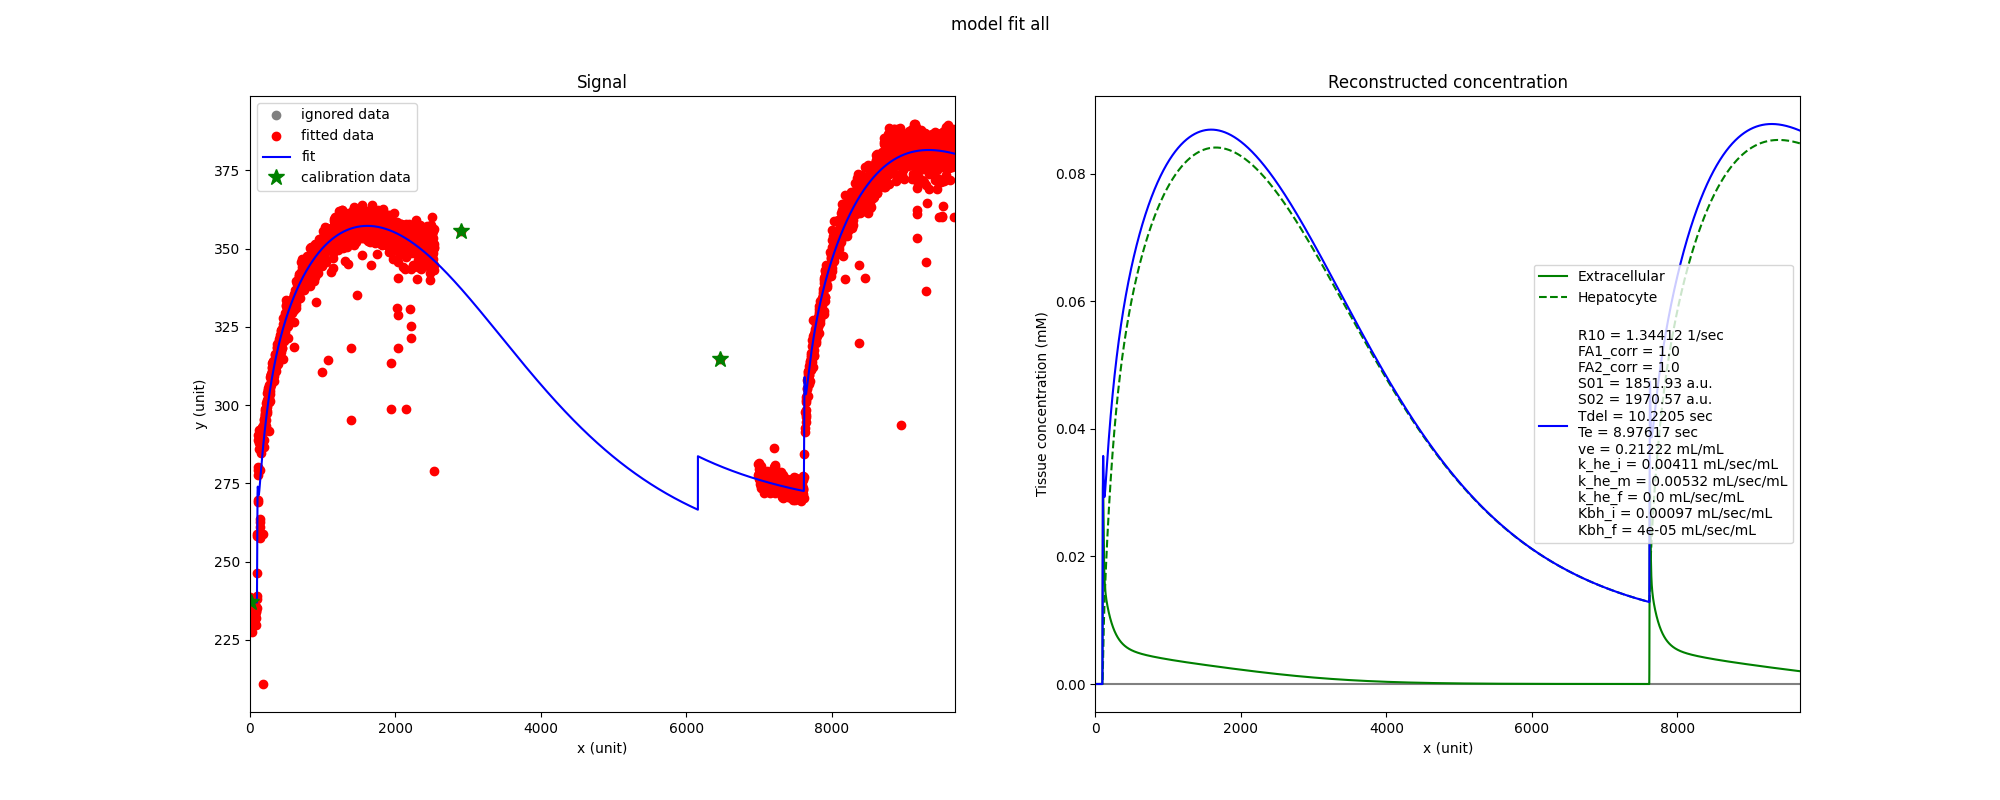 model fit all
Signal
ignored data
fitted data
fit
calibration data
375
350
325
300
275
250
225
y (unit)
0
2000
4000
6000
8000
x (unit)
Reconstructed concentration
0.08
0.06
0.04
0.02
0.00
Tissue concentration (mM)
Extracellular
Hepatocyte
R10 = 1.34412 1/sec
FA1_corr = 1.0
FA2_corr = 1.0
S01 = 1851.93 a.u.
S02 = 1970.57 a.u.
Tdel = 10.2205 sec
Te = 8.97617 sec
ve = 0.21222 mL/mL
k_he_i = 0.00411 mL/sec/mL
k_he_m = 0.00532 mL/sec/mL
k_he_f = 0.0 mL/sec/mL
Kbh_i = 0.00097 mL/sec/mL
Kbh_f = 4e-05 mL/sec/mL
0
2000
4000
6000
8000
x (unit)